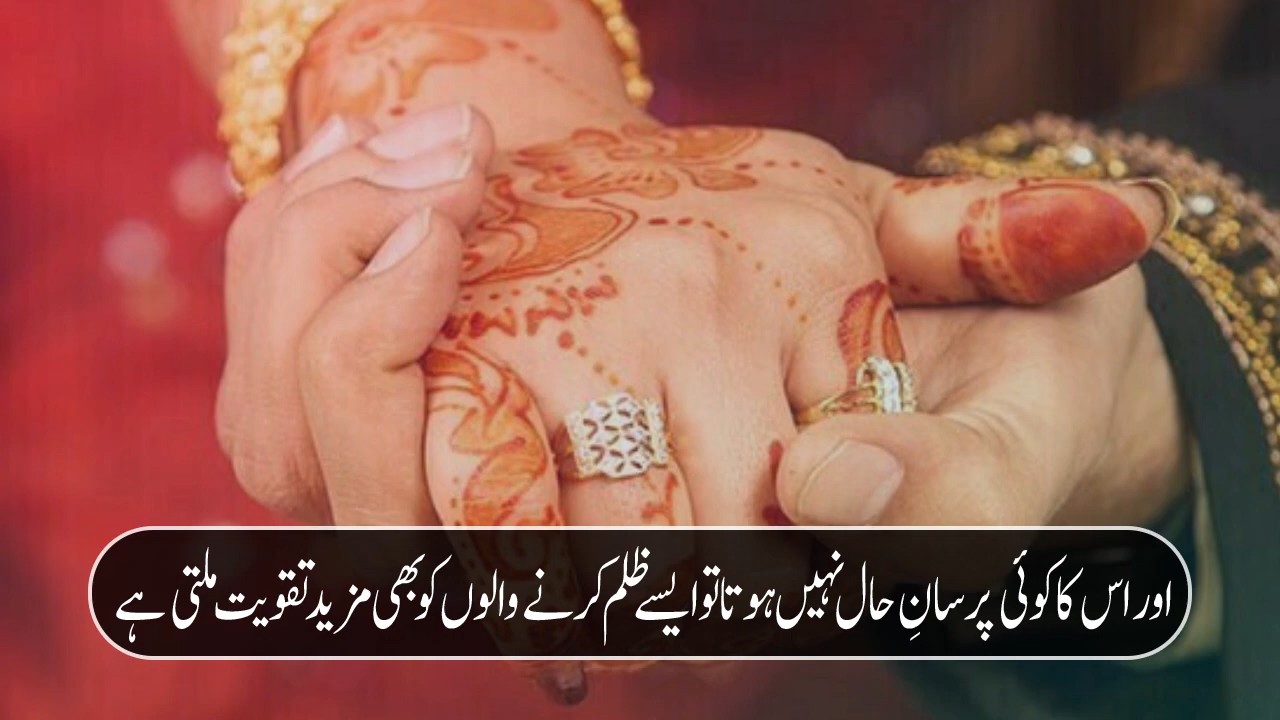 اور اس کا کوئی پرسانِ حال نہیں ہوتا تو ایسے ظلم کرنے والوں کو بھی مزید تقویت ملتی ہے